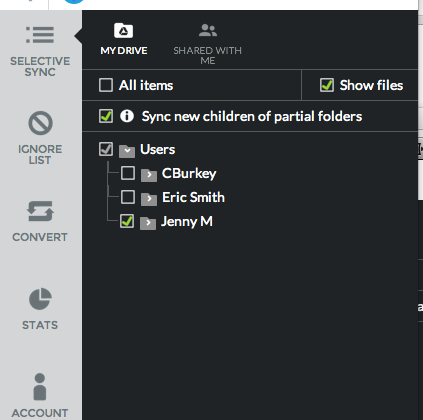 SELECTIVE
SYNC
IGNORE
LIST
CONVERT
STATS
ACCOUNT
MY DRIVE
SHARED WITH
ME
All items
Show files
Sync new children of partial folders
Users
CBurkey
Eric Smith
Jenny M